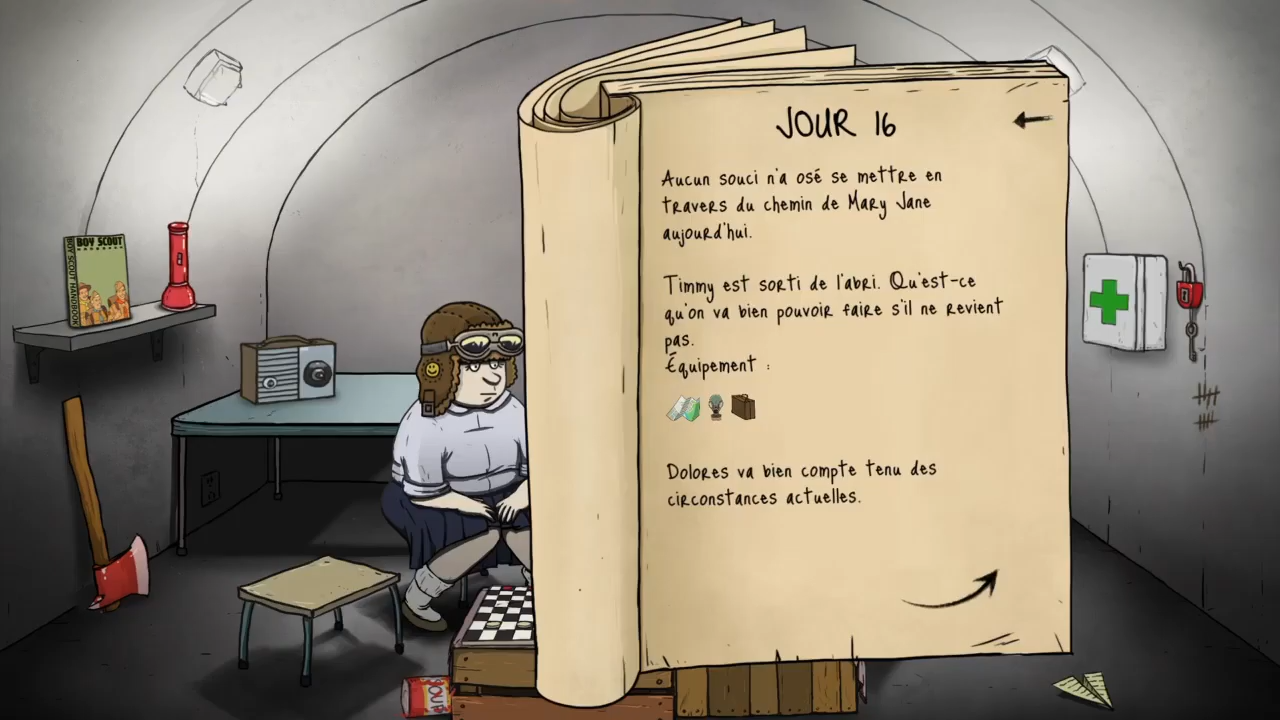 JOUR 16
Aucun souci n'a osé se mettre en
travers du chemin de Mary Jane
aujourd'hui.
Timmy est sorti de l'abri. Qu'est-ce
qu'on va bien pouvoir faire s'il ne revient
pas.
Équipement :
Dolores va bien compte tenu des
circonstances actuelles.
BOY SCOUT
BOY SCOUT HANDBOOK
SOUP